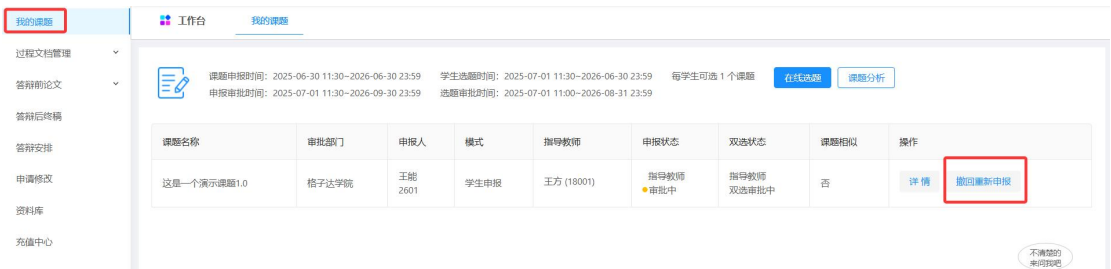 我的课题
工作台
我的课题
过程文档管理
答辩前论文
答辩后终稿
答辩安排
申请修改
资料库
充值中心
课题申报时间：2025-06-30 11:30~2026-06-30 23:59 学生选题时间：2025-07-01 11:30~2026-06-30 23:59 每学生可选 1 个课题 在线选题 课题分析
申报审批时间：2025-07-01 11:30~2026-09-30 23:59 选题审批时间：2025-07-01 11:00~2026-08-31 23:59
课题名称 审批部门 申报人 模式 指导教师 申报状态 双选状态 课题相似 操作
这是一个演示课题1.0 格子达学院 王能 2601 学生申报 王方 (18001) 指导教师 审批中 指导教师 双选审批中 否 详 情 撤回重新申报
不清楚的
来问我吧